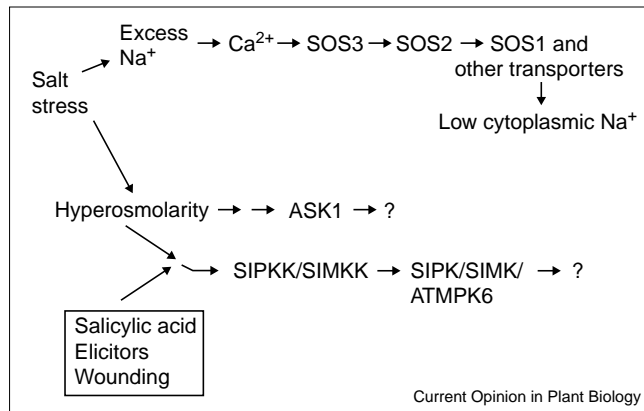 Salt
stress
Excess
Na+
Ca2+
SOS3
SOS2
SOS1 and
other transporters
Low cytoplasmic Na+
Hyperosmolarity
ASK1
?
SIPKK/SIMKK
SIPK/SIMK/
ATMPK6
?
Salicylic acid
Elicitors
Wounding
Current Opinion in Plant Biology